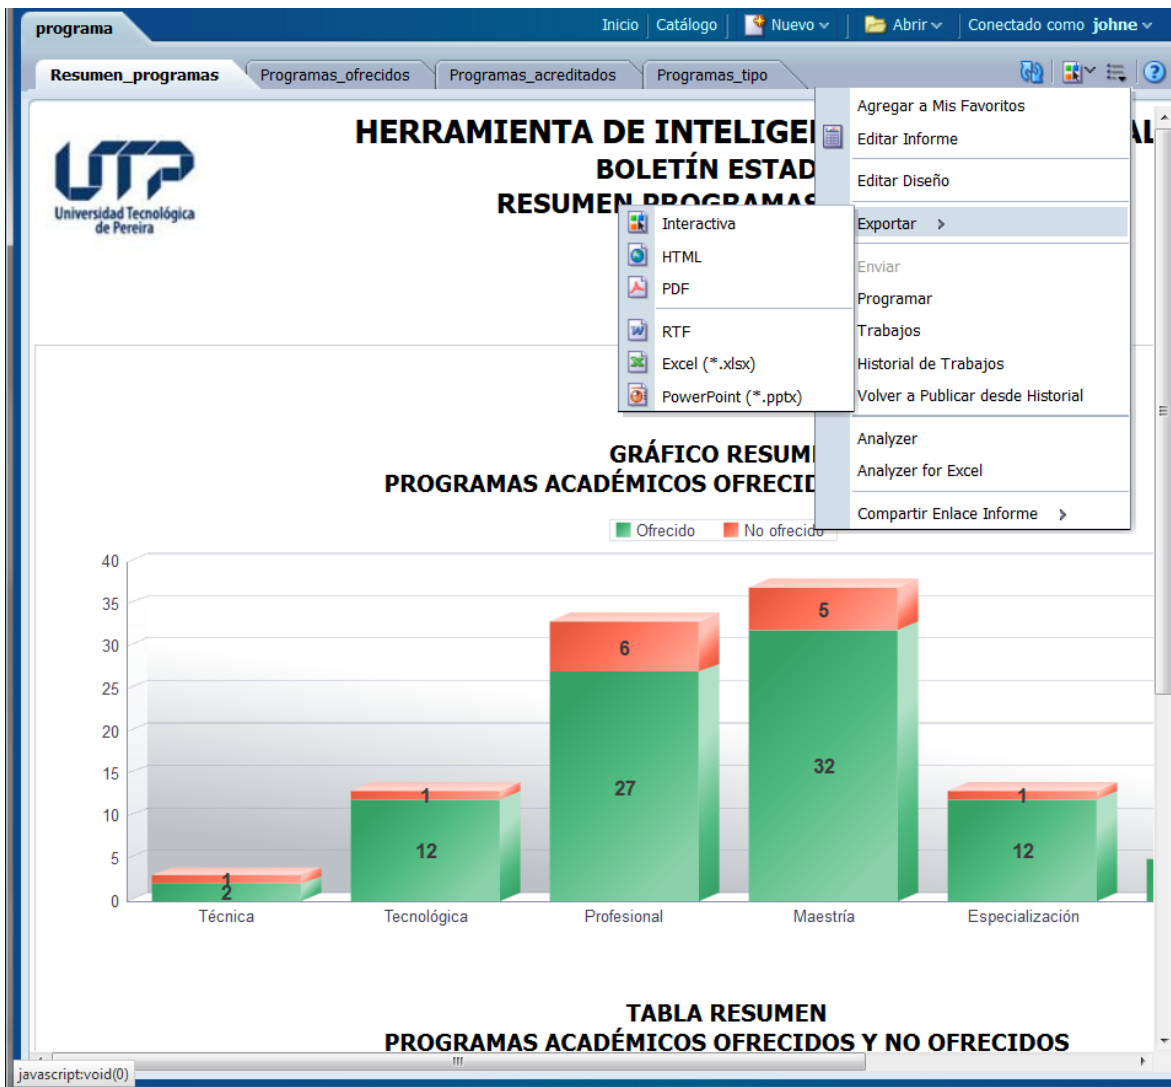 programa
Inicio Catálogo Nuevo Abrir Conectado como johne
Resumen_programas Programas_ofrecidos Programas_acreditados Programas_tipo
UTP
Universidad Tecnológica
de Pereira
HERRAMIENTA DE
BOLETÍN
RESUMEN PROGRAMAS
Agregar a Mis Favoritos
Editar Informe
Editar Diseño
Exportar >
Enviar
Programar
Trabajos
Historial de Trabajos
Volver a Publicar desde Historial
Analyzer
Analyzer for Excel
Compartir Enlace Informe >
Interactiva
HTML
PDF
RTF
Excel (*.xlsx)
PowerPoint (*.pptx)
GRÁFICO
PROGRAMAS ACADÉMICOS
Ofrecido No ofrecido
40
35
30
25
20
15
10
5
0
1
2
1
12
6
27
5
32
1
12
Técnica Tecnológica Profesional Maestría Especialización
TABLA RESUMEN
PROGRAMAS ACADÉMICOS OFRECIDOS Y NO OFRECIDOS
javascript:void(0)